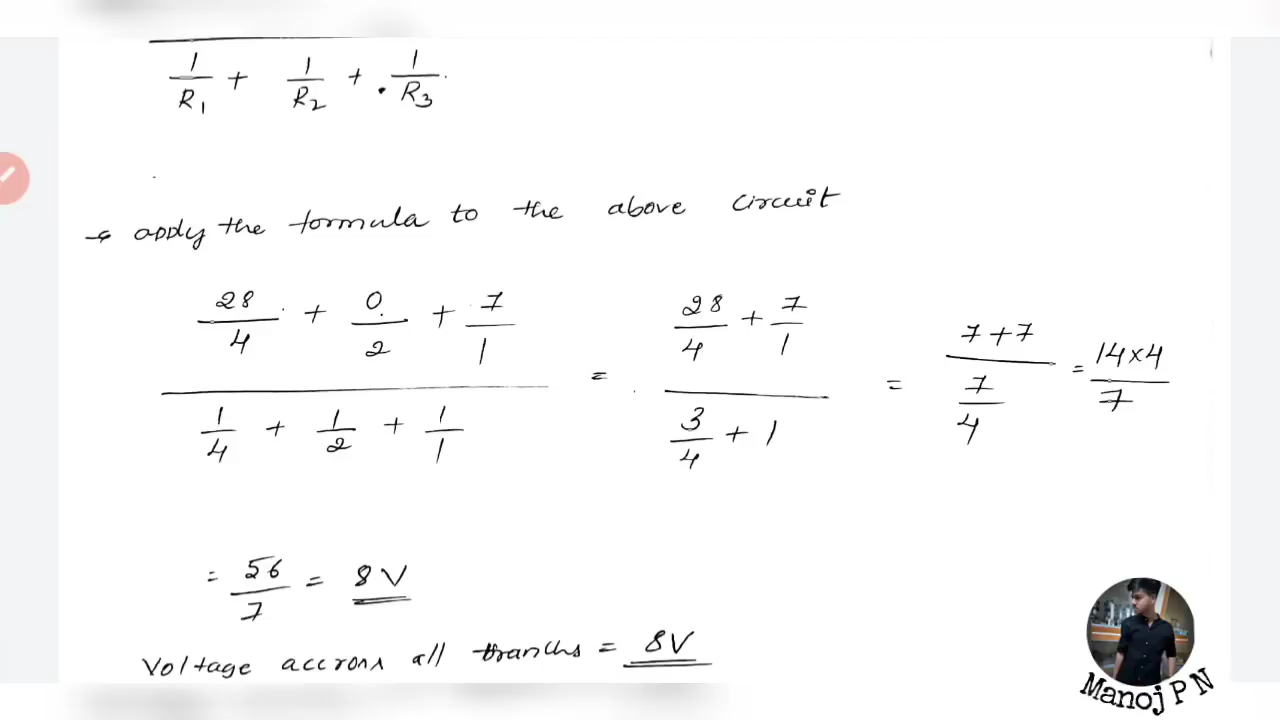 1/R1 + 1/R2 + 1/R3
→ apply the formula to the above circuit
(28/4 + 0/2 + 7/1) / (1/4 + 1/2 + 1/1) = (28/4 + 7/1) / (3/4 + 1) = (7+7) / (7/4) = 14×4/7
= 56/7 = 8V
Voltage accross all branchs = 8V
Manoj P N